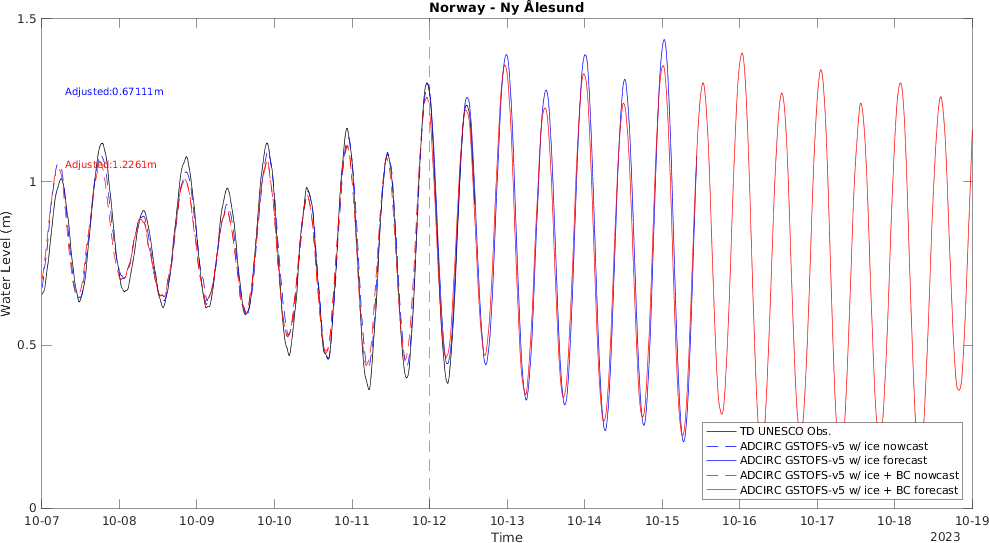 Norway - Ny Ålesund
1.5
Adjusted:0.67111m
Adjusted:1.2261m
1
Water Level (m)
0.5
TD UNESCO Obs.
ADCIRC GSTOFS-v5 w/ ice nowcast
ADCIRC GSTOFS-v5 w/ ice forecast
ADCIRC GSTOFS-v5 w/ ice + BC nowcast
ADCIRC GSTOFS-v5 w/ ice + BC forecast
0
10-07 10-08 10-09 10-10 10-11 10-12 10-13 10-14 10-15 10-16 10-17 10-18 10-19
Time
2023